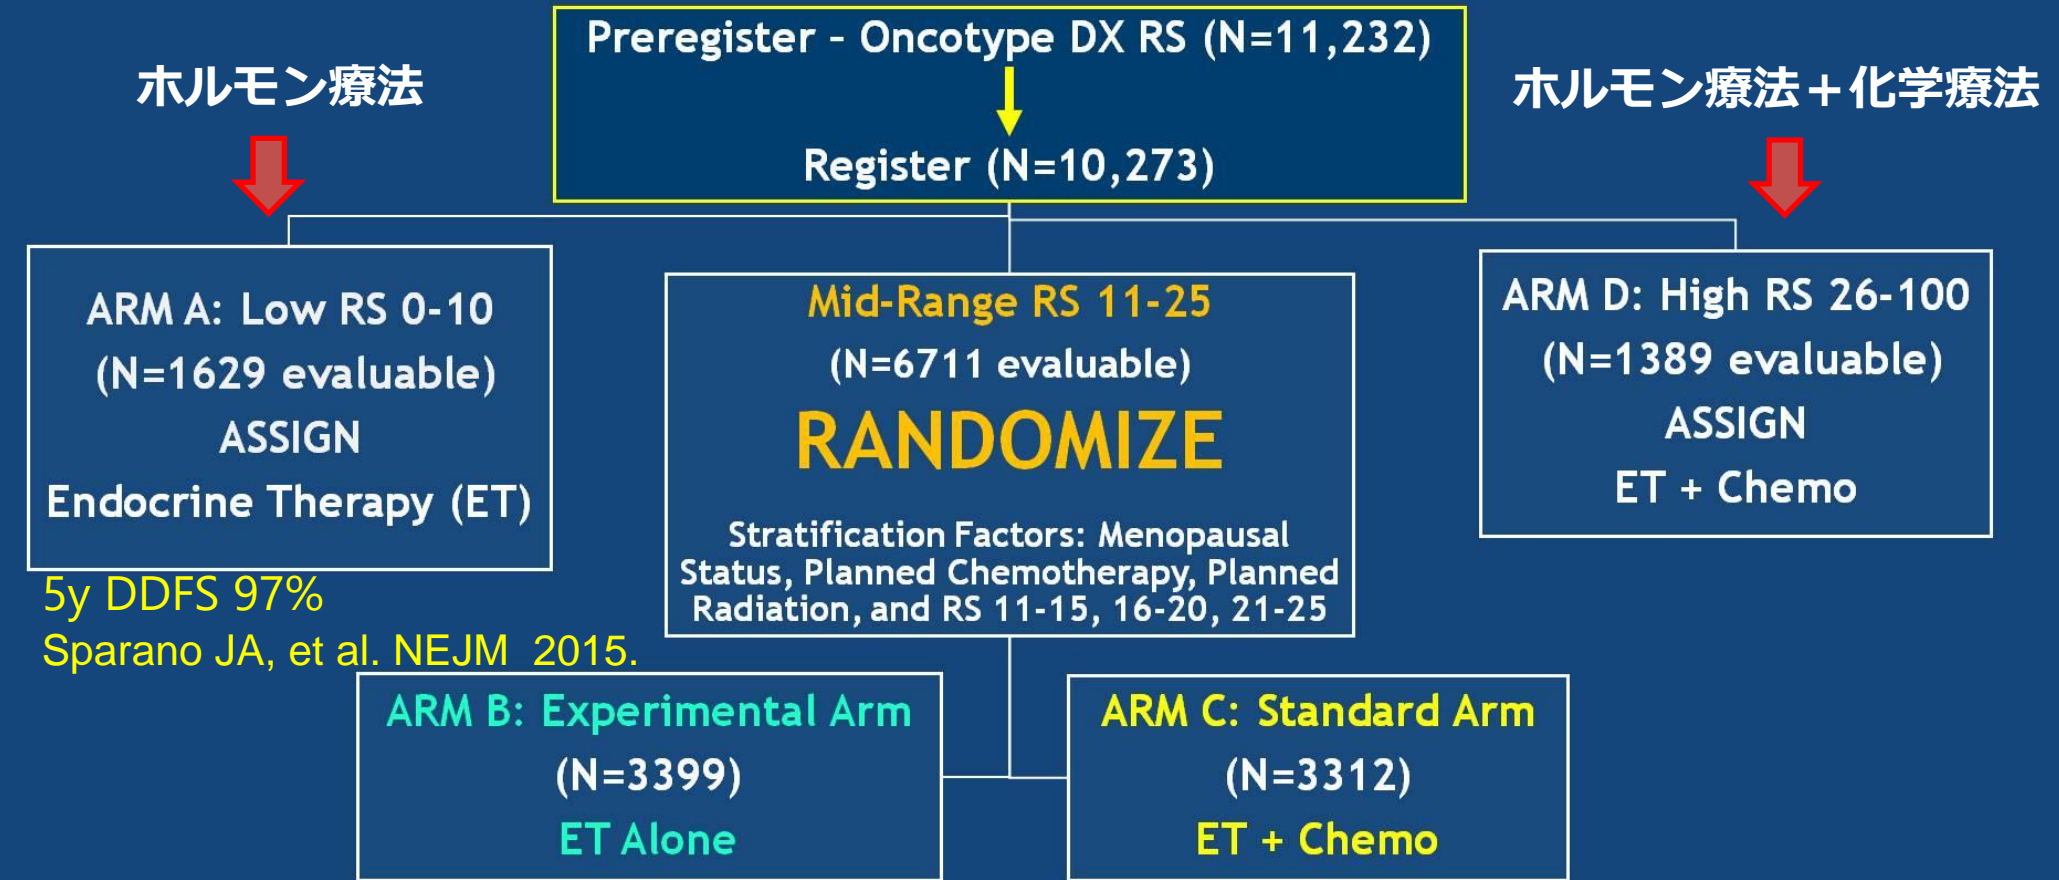 Preregister – Oncotype DX RS (N=11,232)
Register (N=10,273)
ホルモン療法
ホルモン療法＋化学療法
ARM A: Low RS 0-10
(N=1629 evaluable)
ASSIGN
Endocrine Therapy (ET)
5y DDFS 97%
Sparano JA, et al. NEJM 2015.
Mid-Range RS 11-25
(N=6711 evaluable)
RANDOMIZE
Stratification Factors: Menopausal
Status, Planned Chemotherapy, Planned
Radiation, and RS 11-15, 16-20, 21-25
ARM D: High RS 26-100
(N=1389 evaluable)
ASSIGN
ET + Chemo
ARM B: Experimental Arm
(N=3399)
ET Alone
ARM C: Standard Arm
(N=3312)
ET + Chemo